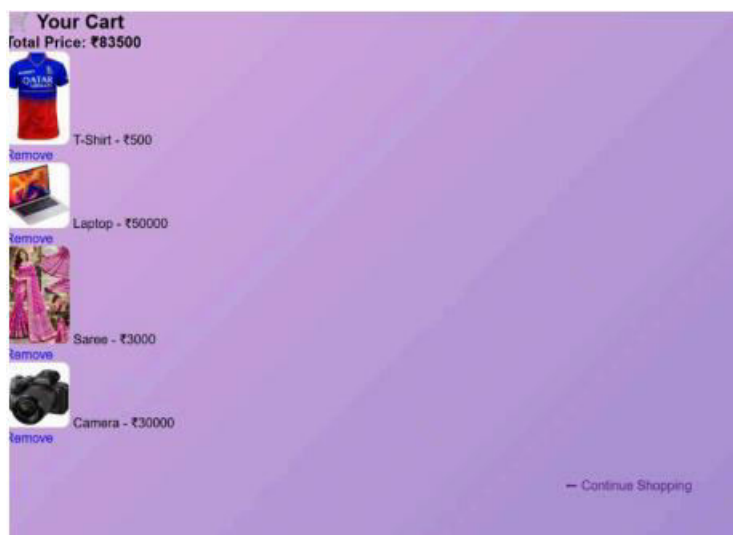 🛒 Your Cart
Total Price: ₹83500
QATAR
T-Shirt - ₹500
Remove
Laptop - ₹50000
Remove
Saree - ₹3000
Remove
Camera - ₹30000
Remove
← Continue Shopping